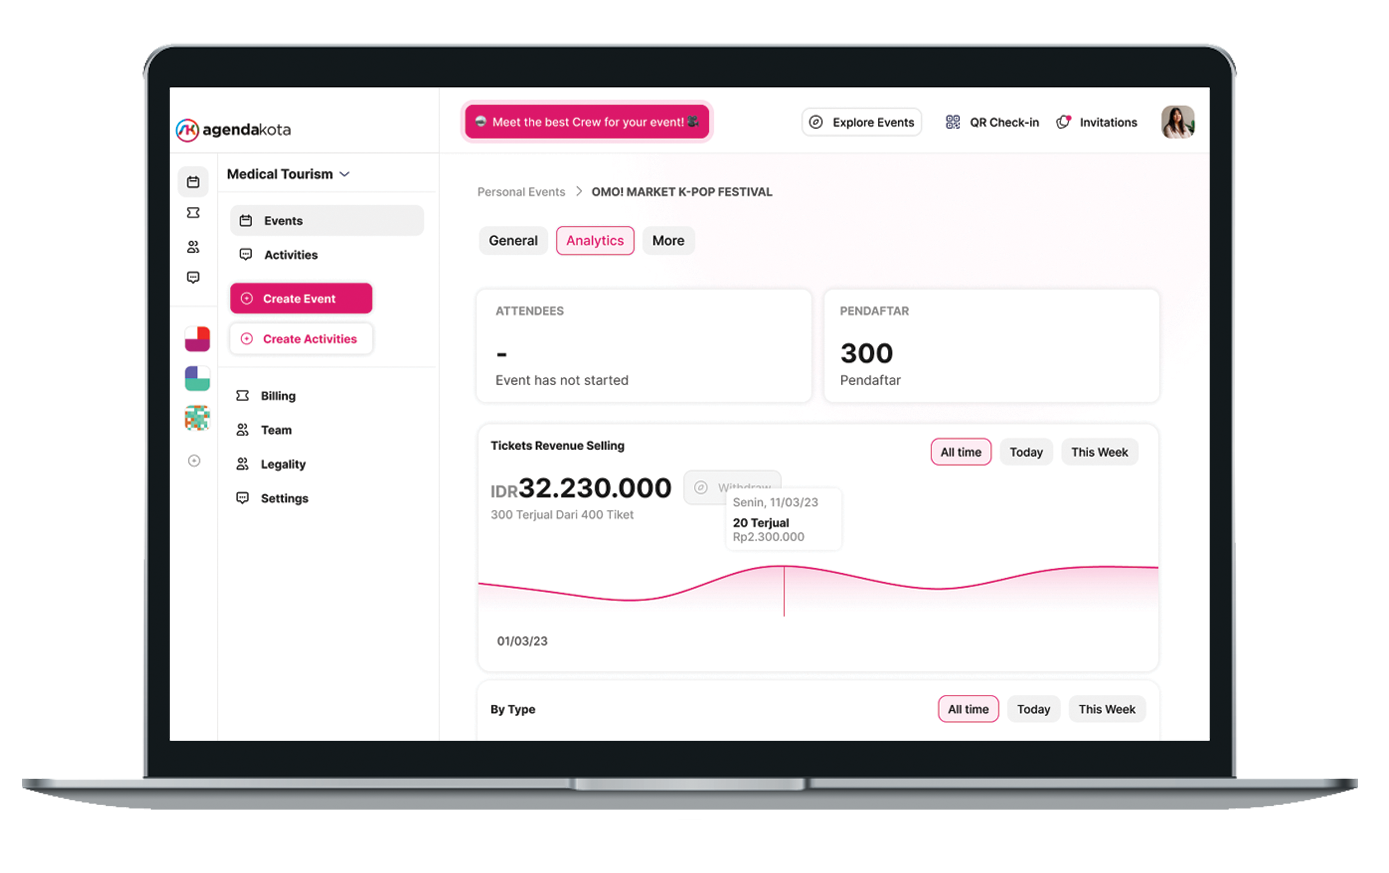 agendakota
Meet the best Crew for your event!
Explore Events
QR Check-in
Invitations
Medical Tourism
Events
Activities
Create Event
Create Activities
Billing
Team
Legality
Settings
Personal Events > OMO! MARKET K-POP FESTIVAL
General
Analytics
More
ATTENDEES
-
Event has not started
PENDAFTAR
300
Pendaftar
Tickets Revenue Selling
All time
Today
This Week
IDR32.230.000
Withdraw
300 Terjual Dari 400 Tiket
Senin, 11/03/23
20 Terjual
Rp2.300.000
01/03/23
By Type
All time
Today
This Week